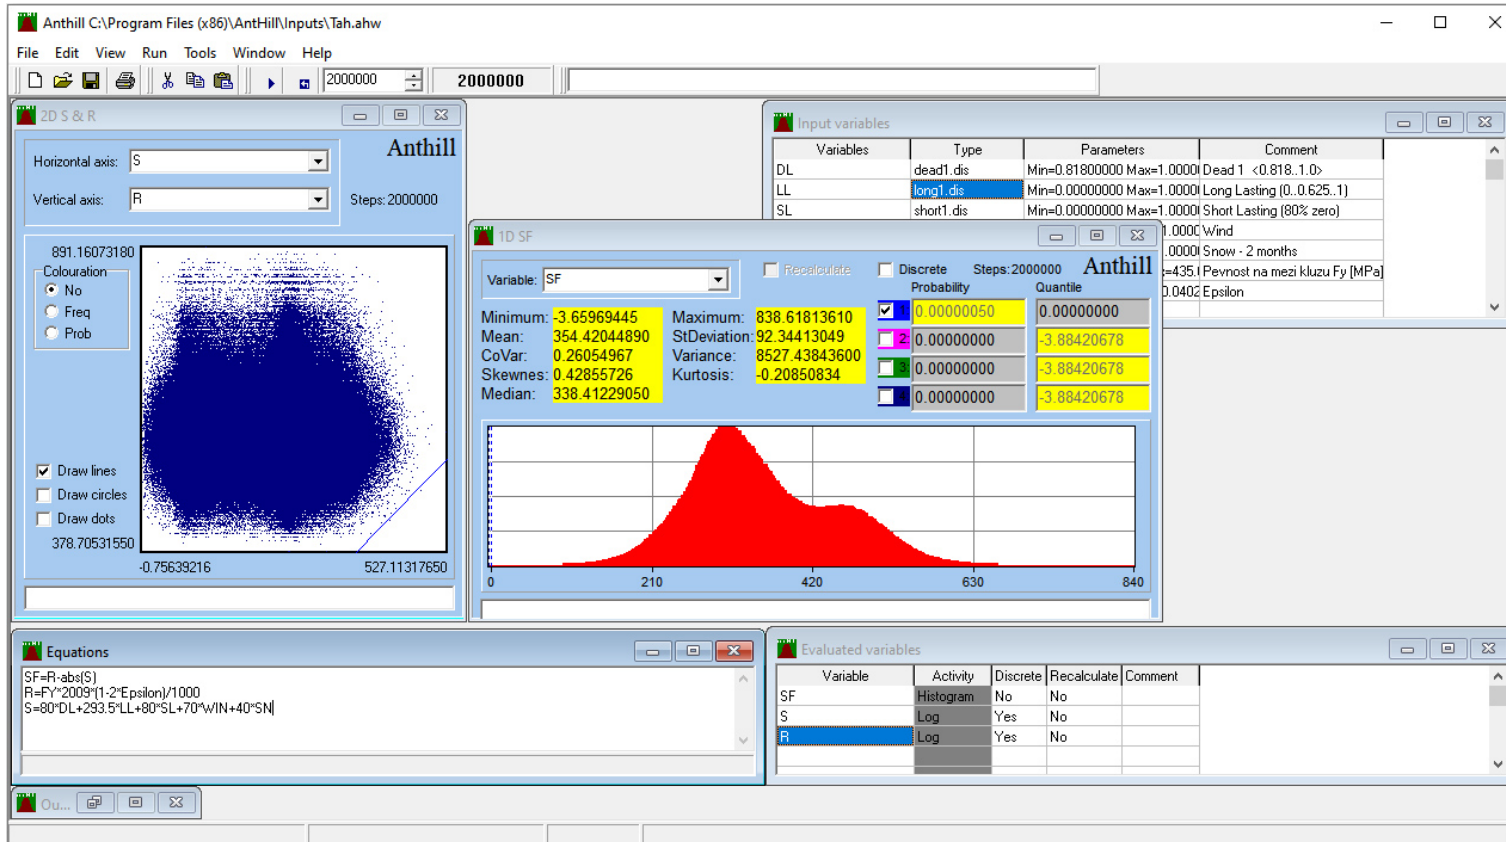 Anthill C:\Program Files (x86)\AntHill\Inputs\Tah.ahw
File Edit View Run Tools Window Help
2000000 2000000
2D S & R
Anthill
Horizontal axis: S
Vertical axis: R Steps: 2000000
891.16073180
Colouration
No
Freq
Prob
Draw lines
Draw circles
Draw dots
378.70531550
-0.75639216 527.11317650
Input variables
Variables Type Parameters Comment
DL dead1.dis Min=0.81800000 Max=1.0000 Dead 1 <0.818..1.0>
LL long1.dis Min=0.00000000 Max=1.0000 Long Lasting (0..0.625..1)
SL short1.dis Min=0.00000000 Max=1.0000 Short Lasting (80% zero)
1.0000 Wind
.0000 Snow - 2 months
=435. Pevnost na mezi kluzu Fy [MPa]
0.0402 Epsilon
1D SF
Variable: SF Recalculate Discrete Steps: 2000000 Anthill
Probability Quantile
Minimum: -3.65969445 Maximum: 838.61813610 1: 0.00000050 0.00000000
Mean: 354.42044890 StDeviation: 92.34413049 2: 0.00000000 -3.88420678
CoVar: 0.26054967 Variance: 8527.43843600
Skewnes: 0.42855726 Kurtosis: -0.20850834 3: 0.00000000 -3.88420678
Median: 338.41229050 0.00000000 -3.88420678
0 210 420 630 840
Equations
SF=R-abs(S)
R=FY*2009*(1-2*Epsilon)/1000
S=80*DL+293.5*LL+80*SL+70*WIN+40*SN
Evaluated variables
Variable Activity Discrete Recalculate Comment
SF Histogram No No
S Log Yes No
R Log Yes No
Ou...